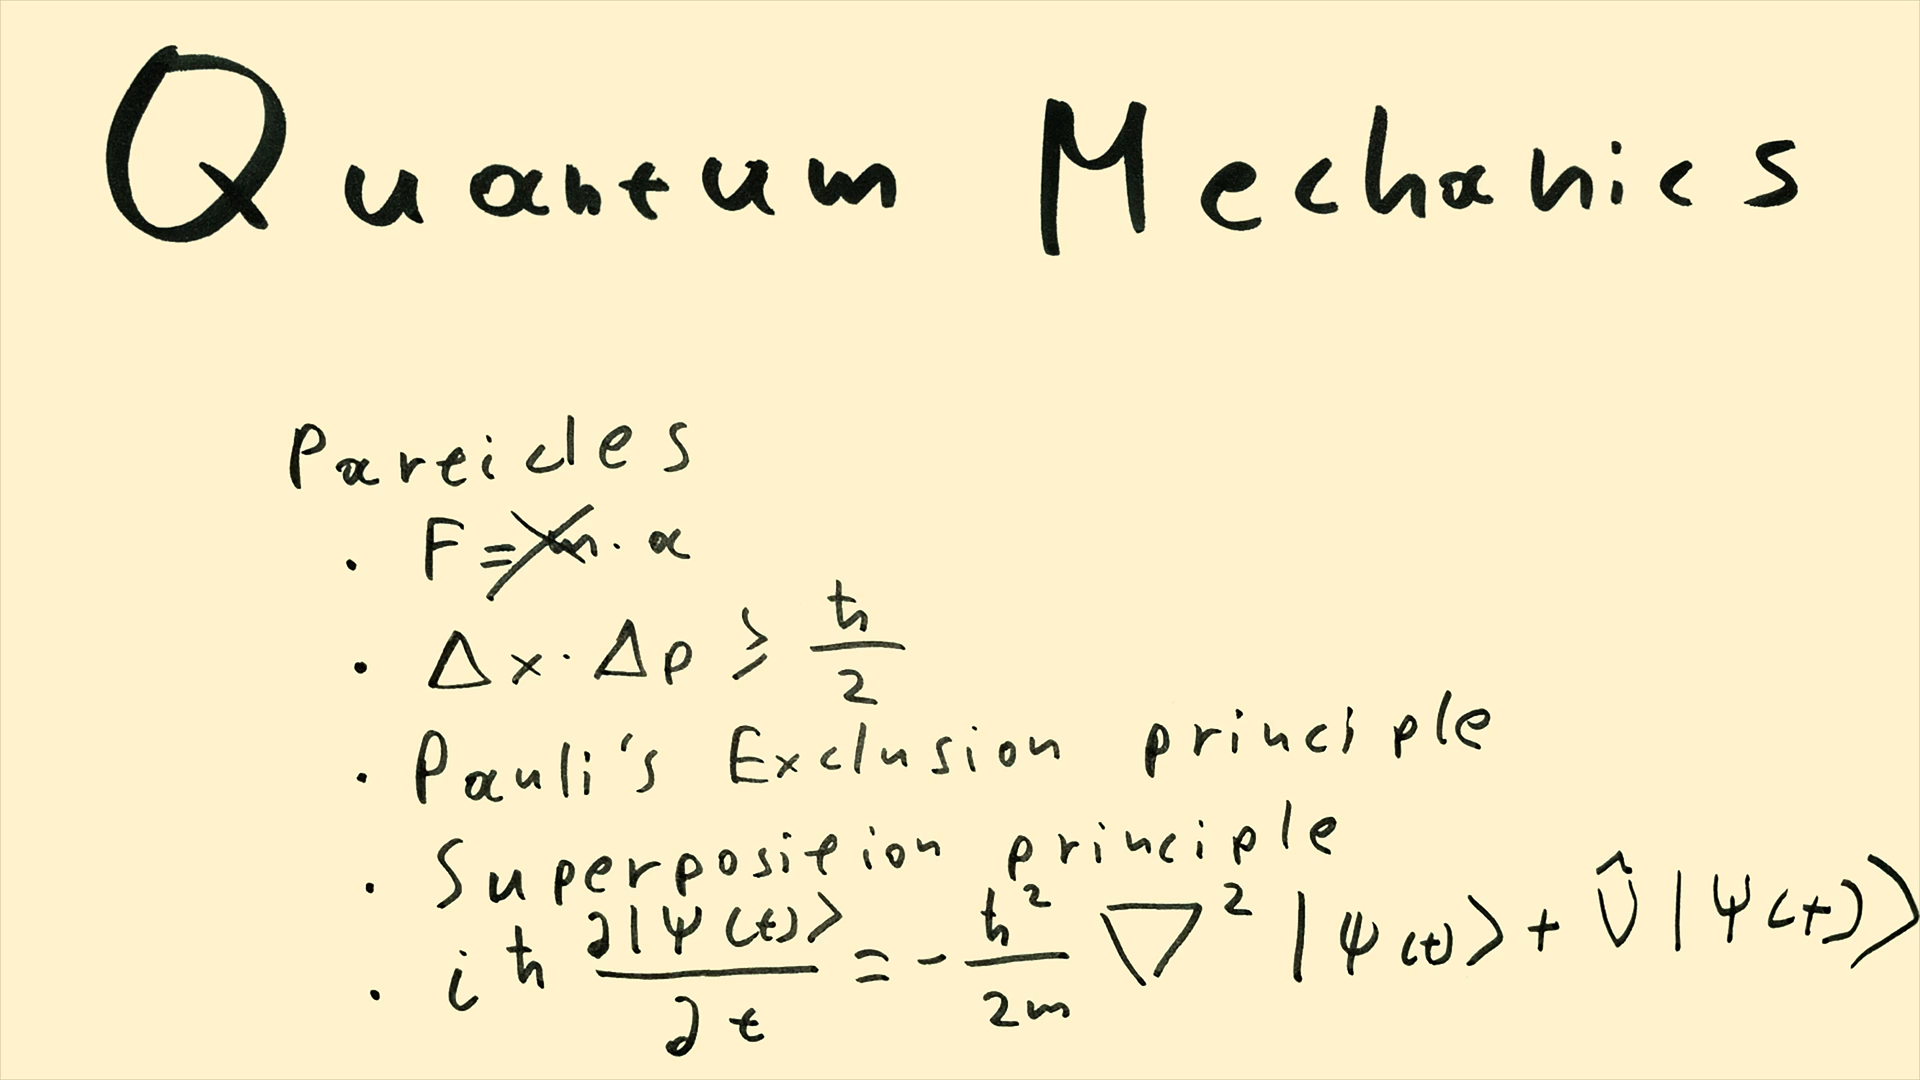 Quantum Mechanics
Particles
· F = m · a
· Δx · Δp ≥ ħ/2
· Pauli's Exclusion principle
· Superposition principle
· iħ ∂|Ψ(t)⟩/∂t = - ħ²/2m ∇² |Ψ(t)⟩ + Û |Ψ(t)⟩